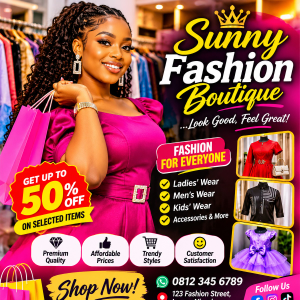 Sunny
Fashion
Boutique
...Look Good, Feel Great!
FASHION
FOR EVERYONE
Ladies' Wear
Men's Wear
Kids' Wear
Accessories & More
GET UP TO
50%
OFF
ON SELECTED ITEMS
Premium
Quality
Affordable
Prices
Trendy
Styles
Customer
Satisfaction
Shop Now!
0812 345 6789
123 Fashion Street,
Follow Us